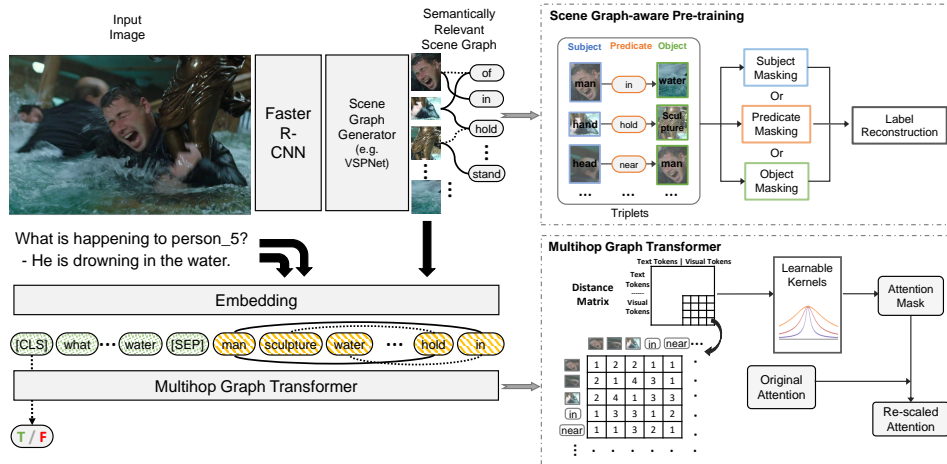 Input
Image
Semantically
Relevant
Scene Graph
Faster
R-
CNN
Scene
Graph
Generator
(e.g.
VSPNet)
of
in
hold
stand
What is happening to person_5?
- He is drowning in the water.
Embedding
[CLS] what ••• water [SEP] man sculpture water ••• hold in
Multihop Graph Transformer
T / F
Scene Graph-aware Pre-training
Subject Predicate Object
man in water
hand hold Scul
pture
head near man
••• ••• •••
Triplets
Subject
Masking
Or
Predicate
Masking
Or
Object
Masking
Label
Reconstruction
Multihop Graph Transformer
Text Tokens | Visual Tokens
Text
Tokens
------
Visual
Tokens
Distance
Matrix
Learnable
Kernels
Attention
Mask
in near •••
1 2 2 1 1
2 1 4 3 1
2 4 1 3 3
in 1 3 3 1 2
near 1 1 3 2 1
Original
Attention
Re-scaled
Attention